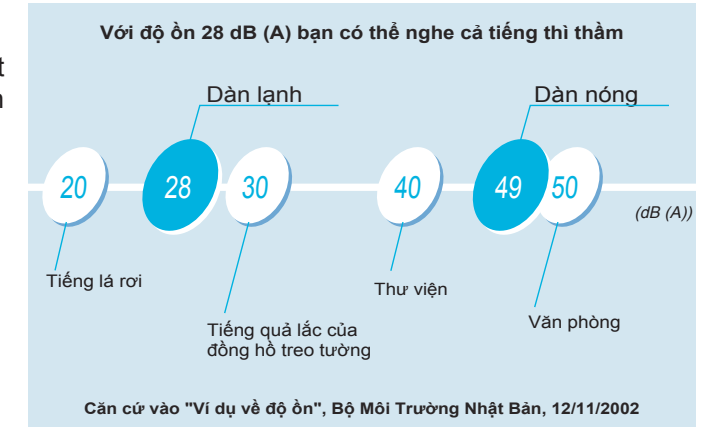 Với độ ồn 28 dB (A) bạn có thể nghe cả tiếng thì thầm
t
Dàn lạnh
Dàn nóng
20
28
30
40
49
50
(dB (A))
Tiếng lá rơi
Thư viện
Tiếng quả lắc của
đồng hồ treo tường
Văn phòng
Căn cứ vào "Ví dụ về độ ồn", Bộ Môi Trường Nhật Bản, 12/11/2002